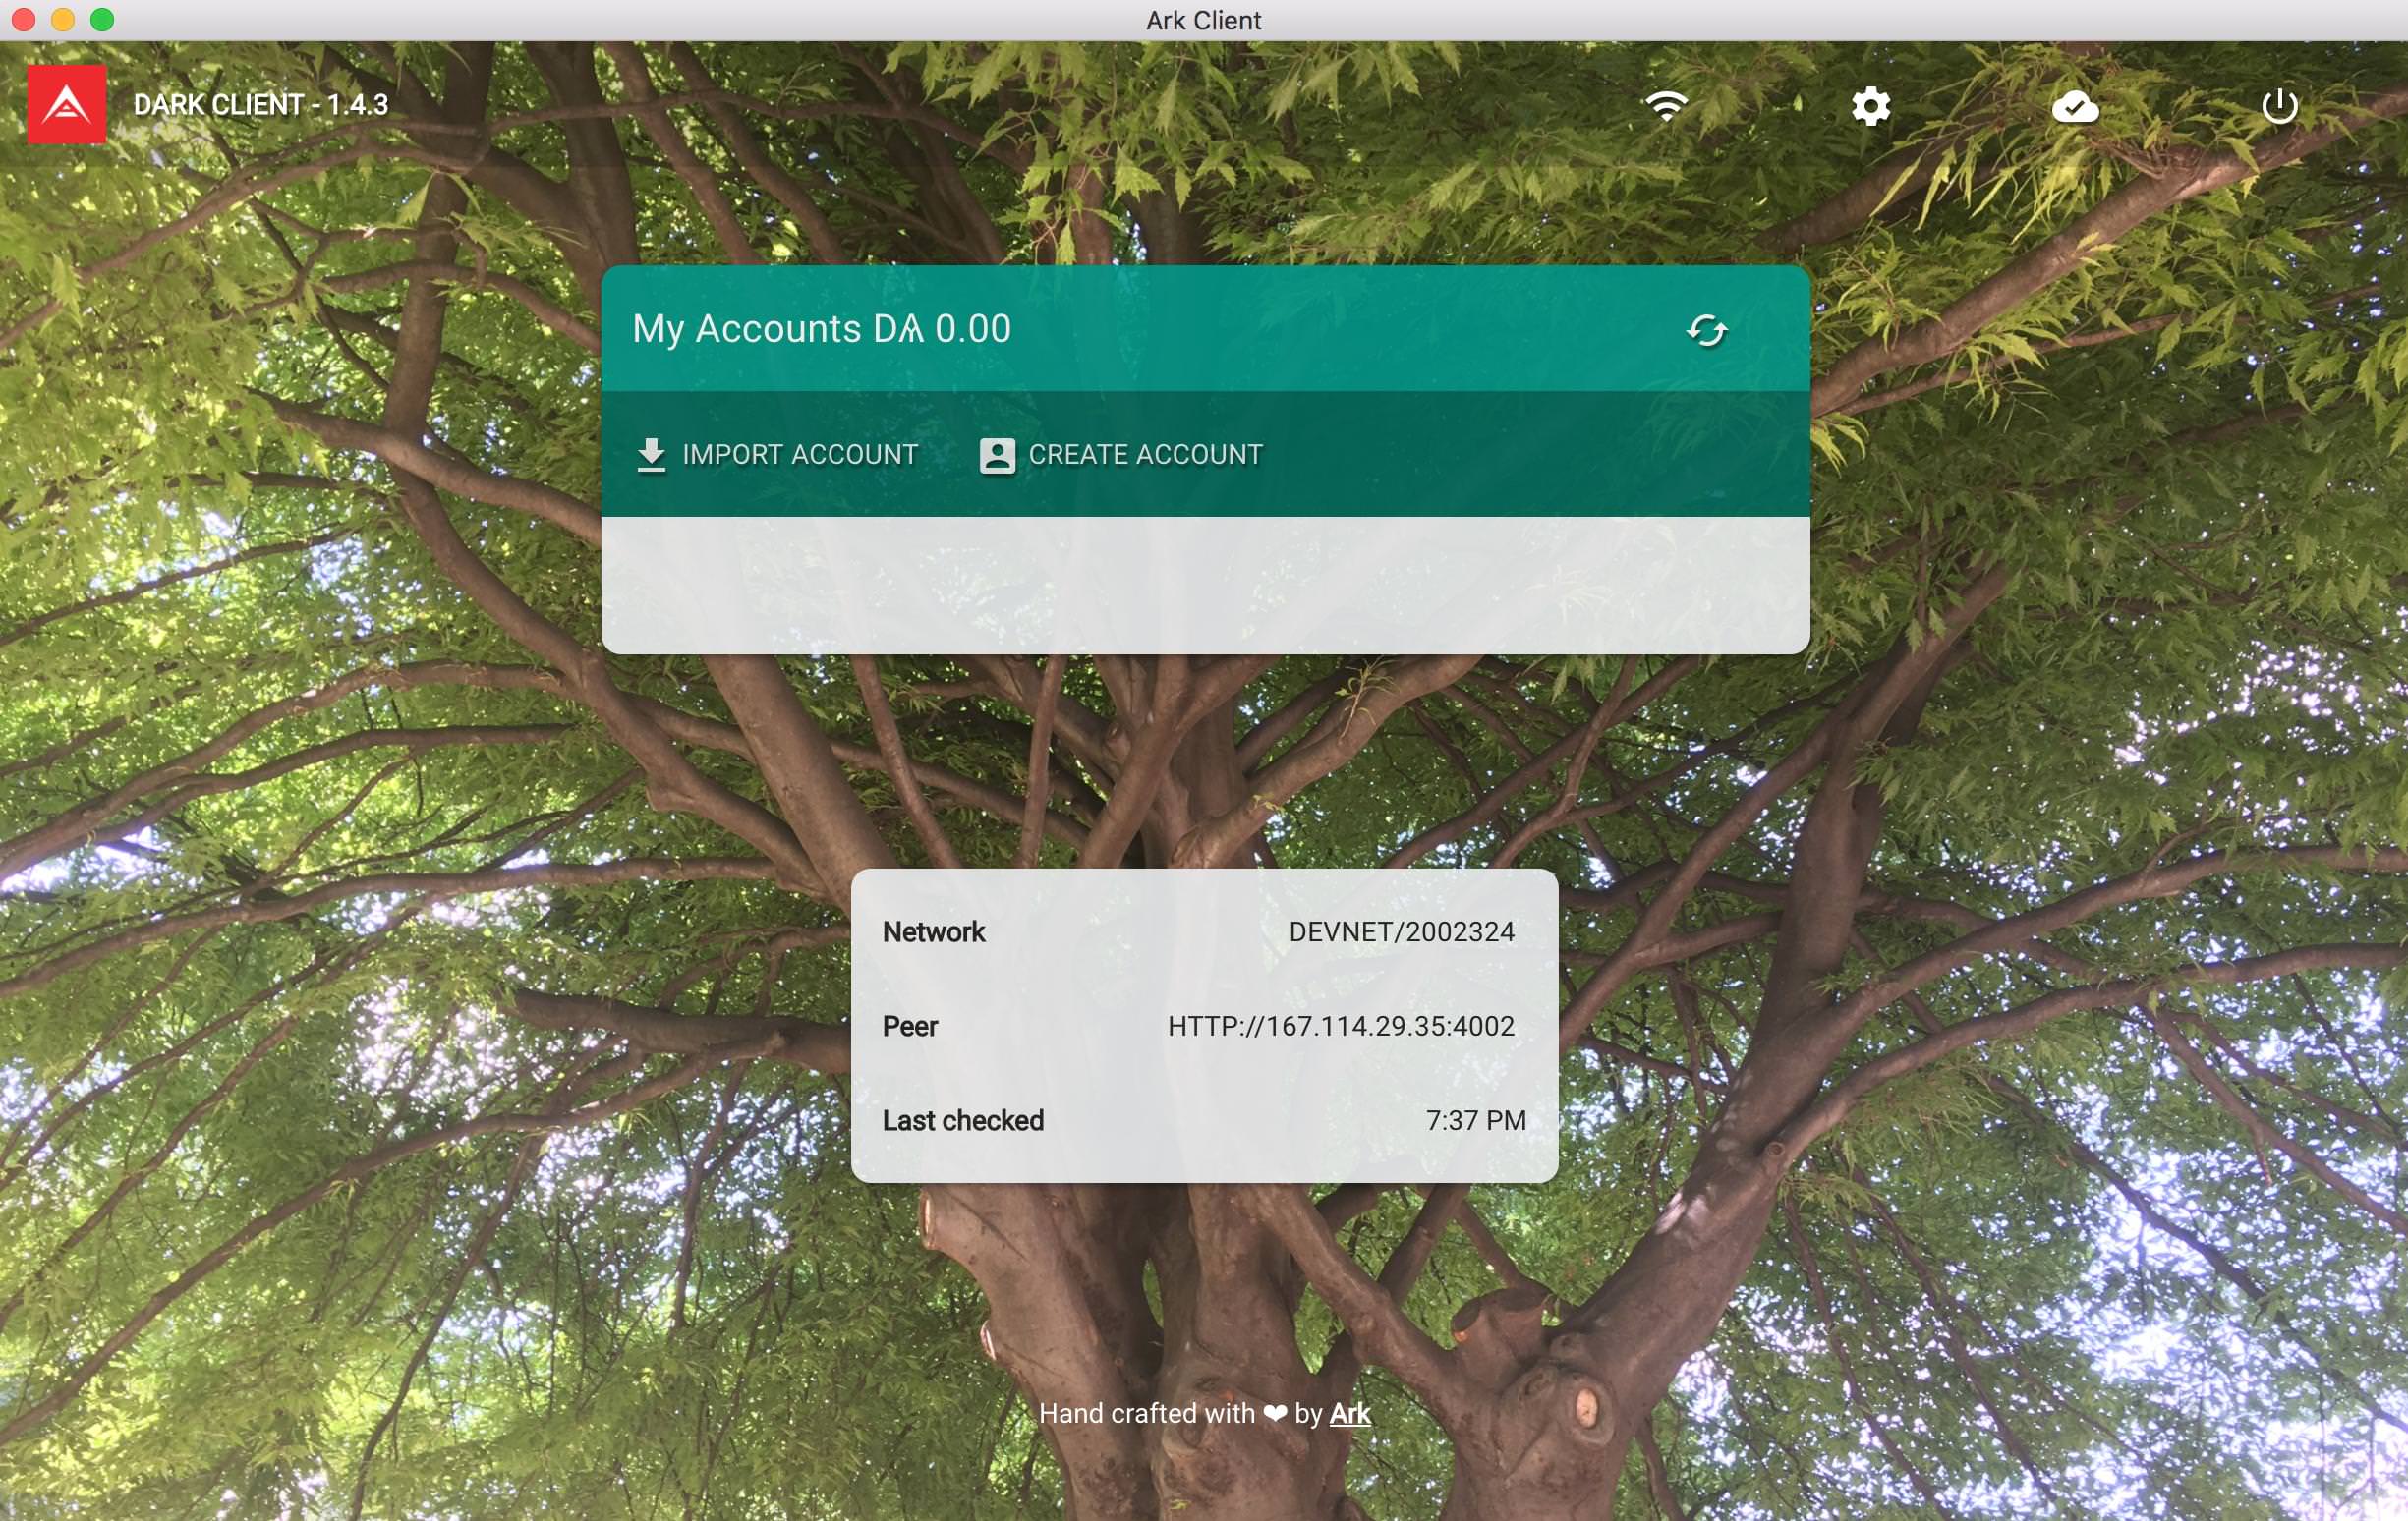 Ark Client
DARK CLIENT - 1.4.3
My Accounts DѦ 0.00
IMPORT ACCOUNT CREATE ACCOUNT
Network DEVNET/2002324
Peer HTTP://167.114.29.35:4002
Last checked 7:37 PM
Hand crafted with ❤ by Ark